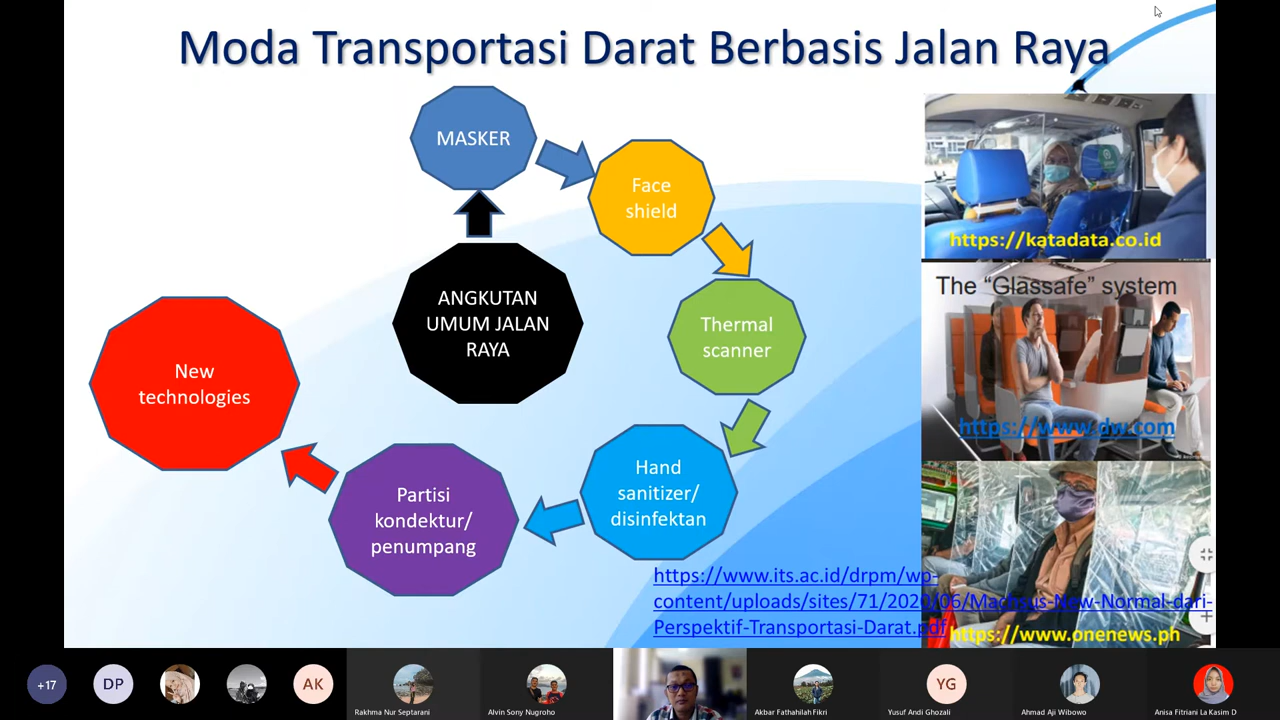 Moda Transportasi Darat Berbasis Jalan Raya
MASKER
Face
shield
Thermal
scanner
Hand
sanitizer/
disinfektan
Partisi
kondektur/
penumpang
New
technologies
ANGKUTAN
UMUM JALAN
RAYA
https://katadata.co.id
The “Glassafe” system
https://www.dw.com
https://www.its.ac.id/drpm/wp-
content/uploads/sites/71/2020/06/Machsus-New-Normal-dari-
Perspektif-Transportasi-Darat.pdf
https://www.onenews.ph
+17
DP
AK
Rakhma Nur Septarani
Alvin Sony Nugroho
Akbar Fathahilah Fikri
YG
Yusuf Andi Ghozali
Ahmad Aji Wibowo
Anisa Fitriani La Kasim D